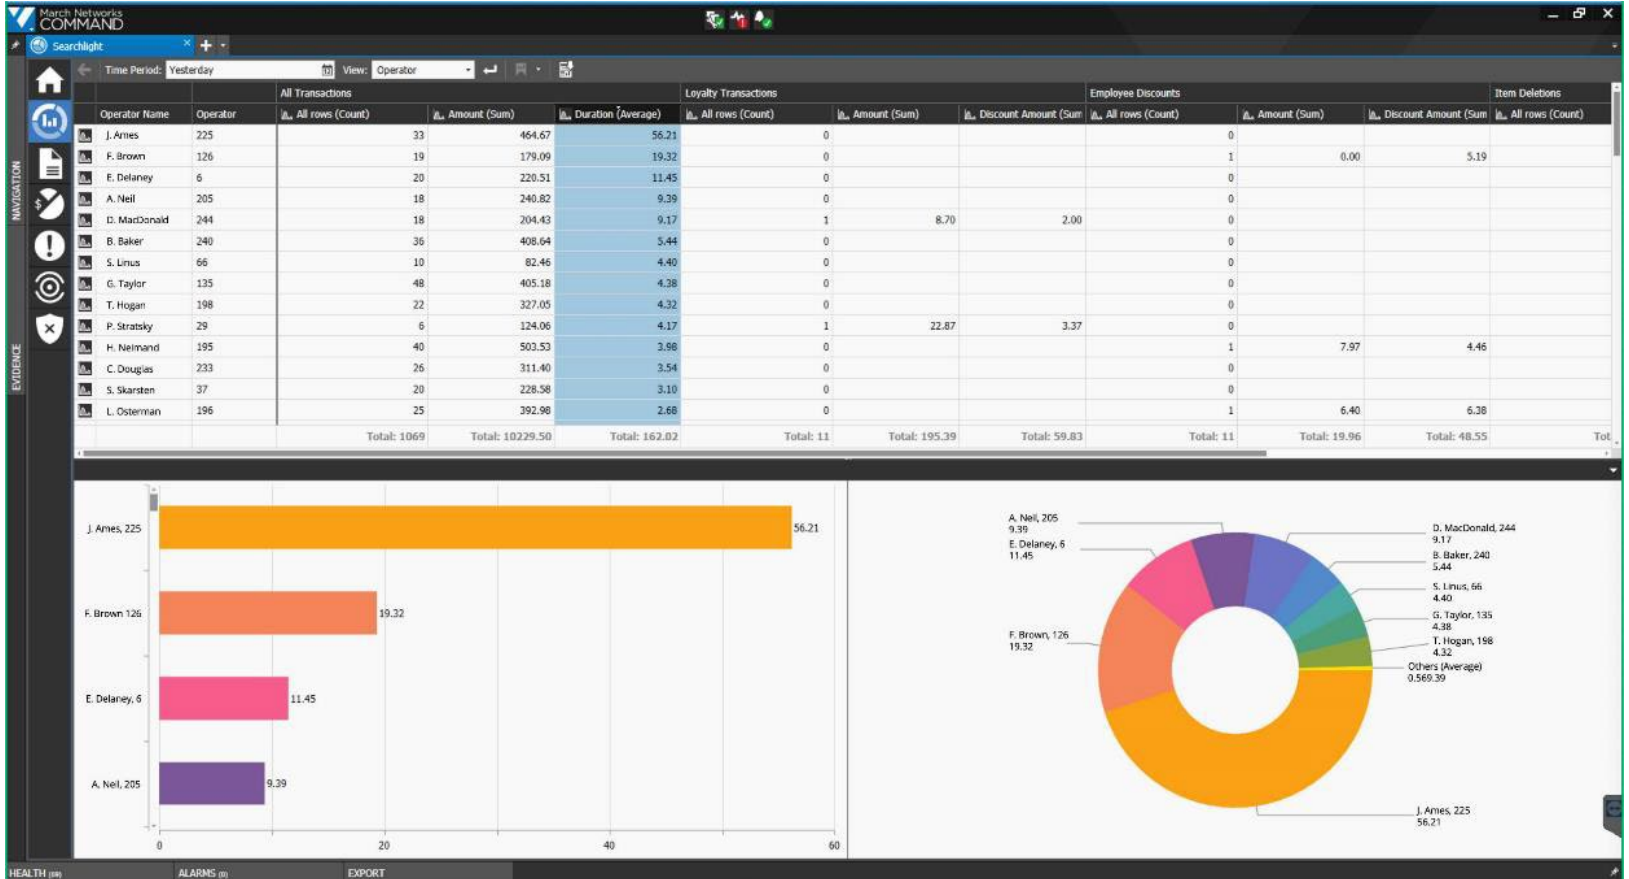 March Networks
COMMAND
Searchlight
Time Period: Yesterday View: Operator
All Transactions Loyalty Transactions Employee Discounts Item Deletions
Operator Name Operator All rows (Count) Amount (Sum) Duration (Average) All rows (Count) Amount (Sum) Discount Amount (Sum All rows (Count) Amount (Sum) Discount Amount (Sum All rows (Count)
J. Ames 225 33 464.67 56.21 0 0
F. Brown 126 19 179.09 19.32 0 1 0.00 5.19
E. Delaney 6 20 220.51 11.45 0 0
A. Neil 205 18 240.82 9.39 0 0
D. MacDonald 244 18 204.43 9.17 1 8.70 2.00 0
B. Baker 240 36 408.64 5.44 0 0
S. Linus 66 10 82.46 4.40 0 0
G. Taylor 135 48 405.18 4.38 0 0
T. Hogan 198 22 327.05 4.32 0 0
P. Stratsky 29 6 124.06 4.17 1 22.87 3.37 0
H. Neimand 195 40 503.53 3.98 0 1 7.97 4.46
C. Douglas 233 26 311.40 3.54 0 0
S. Skarsten 37 20 228.58 3.10 0 0
L. Osterman 196 25 392.98 2.68 0 1 6.40 6.38
Total: 1069 Total: 10229.50 Total: 162.02 Total: 11 Total: 195.39 Total: 59.83 Total: 11 Total: 19.96 Total: 48.55 Tot
NAVIGATION
EVIDENCE
J. Ames, 225 56.21
F. Brown 126 19.32
E. Delaney, 6 11.45
A. Neil, 205 9.39
0 20 40 60
A. Neil, 205
9.39
E. Delaney, 6
11.45
F. Brown, 126
19.32
D. MacDonald, 244
9.17
B. Baker, 240
5.44
S. Linus, 66
4.40
G. Taylor, 135
4.38
T. Hogan, 198
4.32
Others (Average)
0.569.39
J. Ames, 225
56.21
HEALTH ALARMS (0) EXPORT